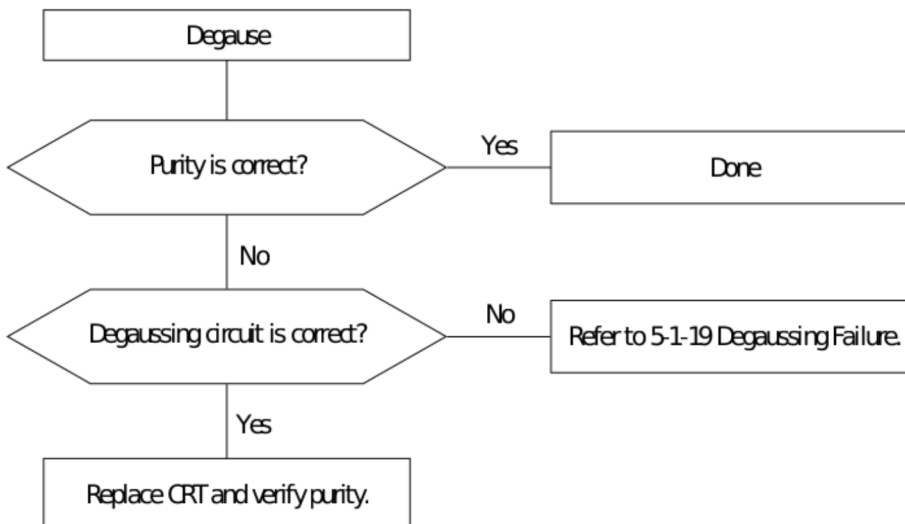 Degause
Purity is correct?
Yes
Done
No
Degaussing circuit is correct?
No
Refer to 5-1-19 Degaussing Failure.
Yes
Replace CRT and verify purity.